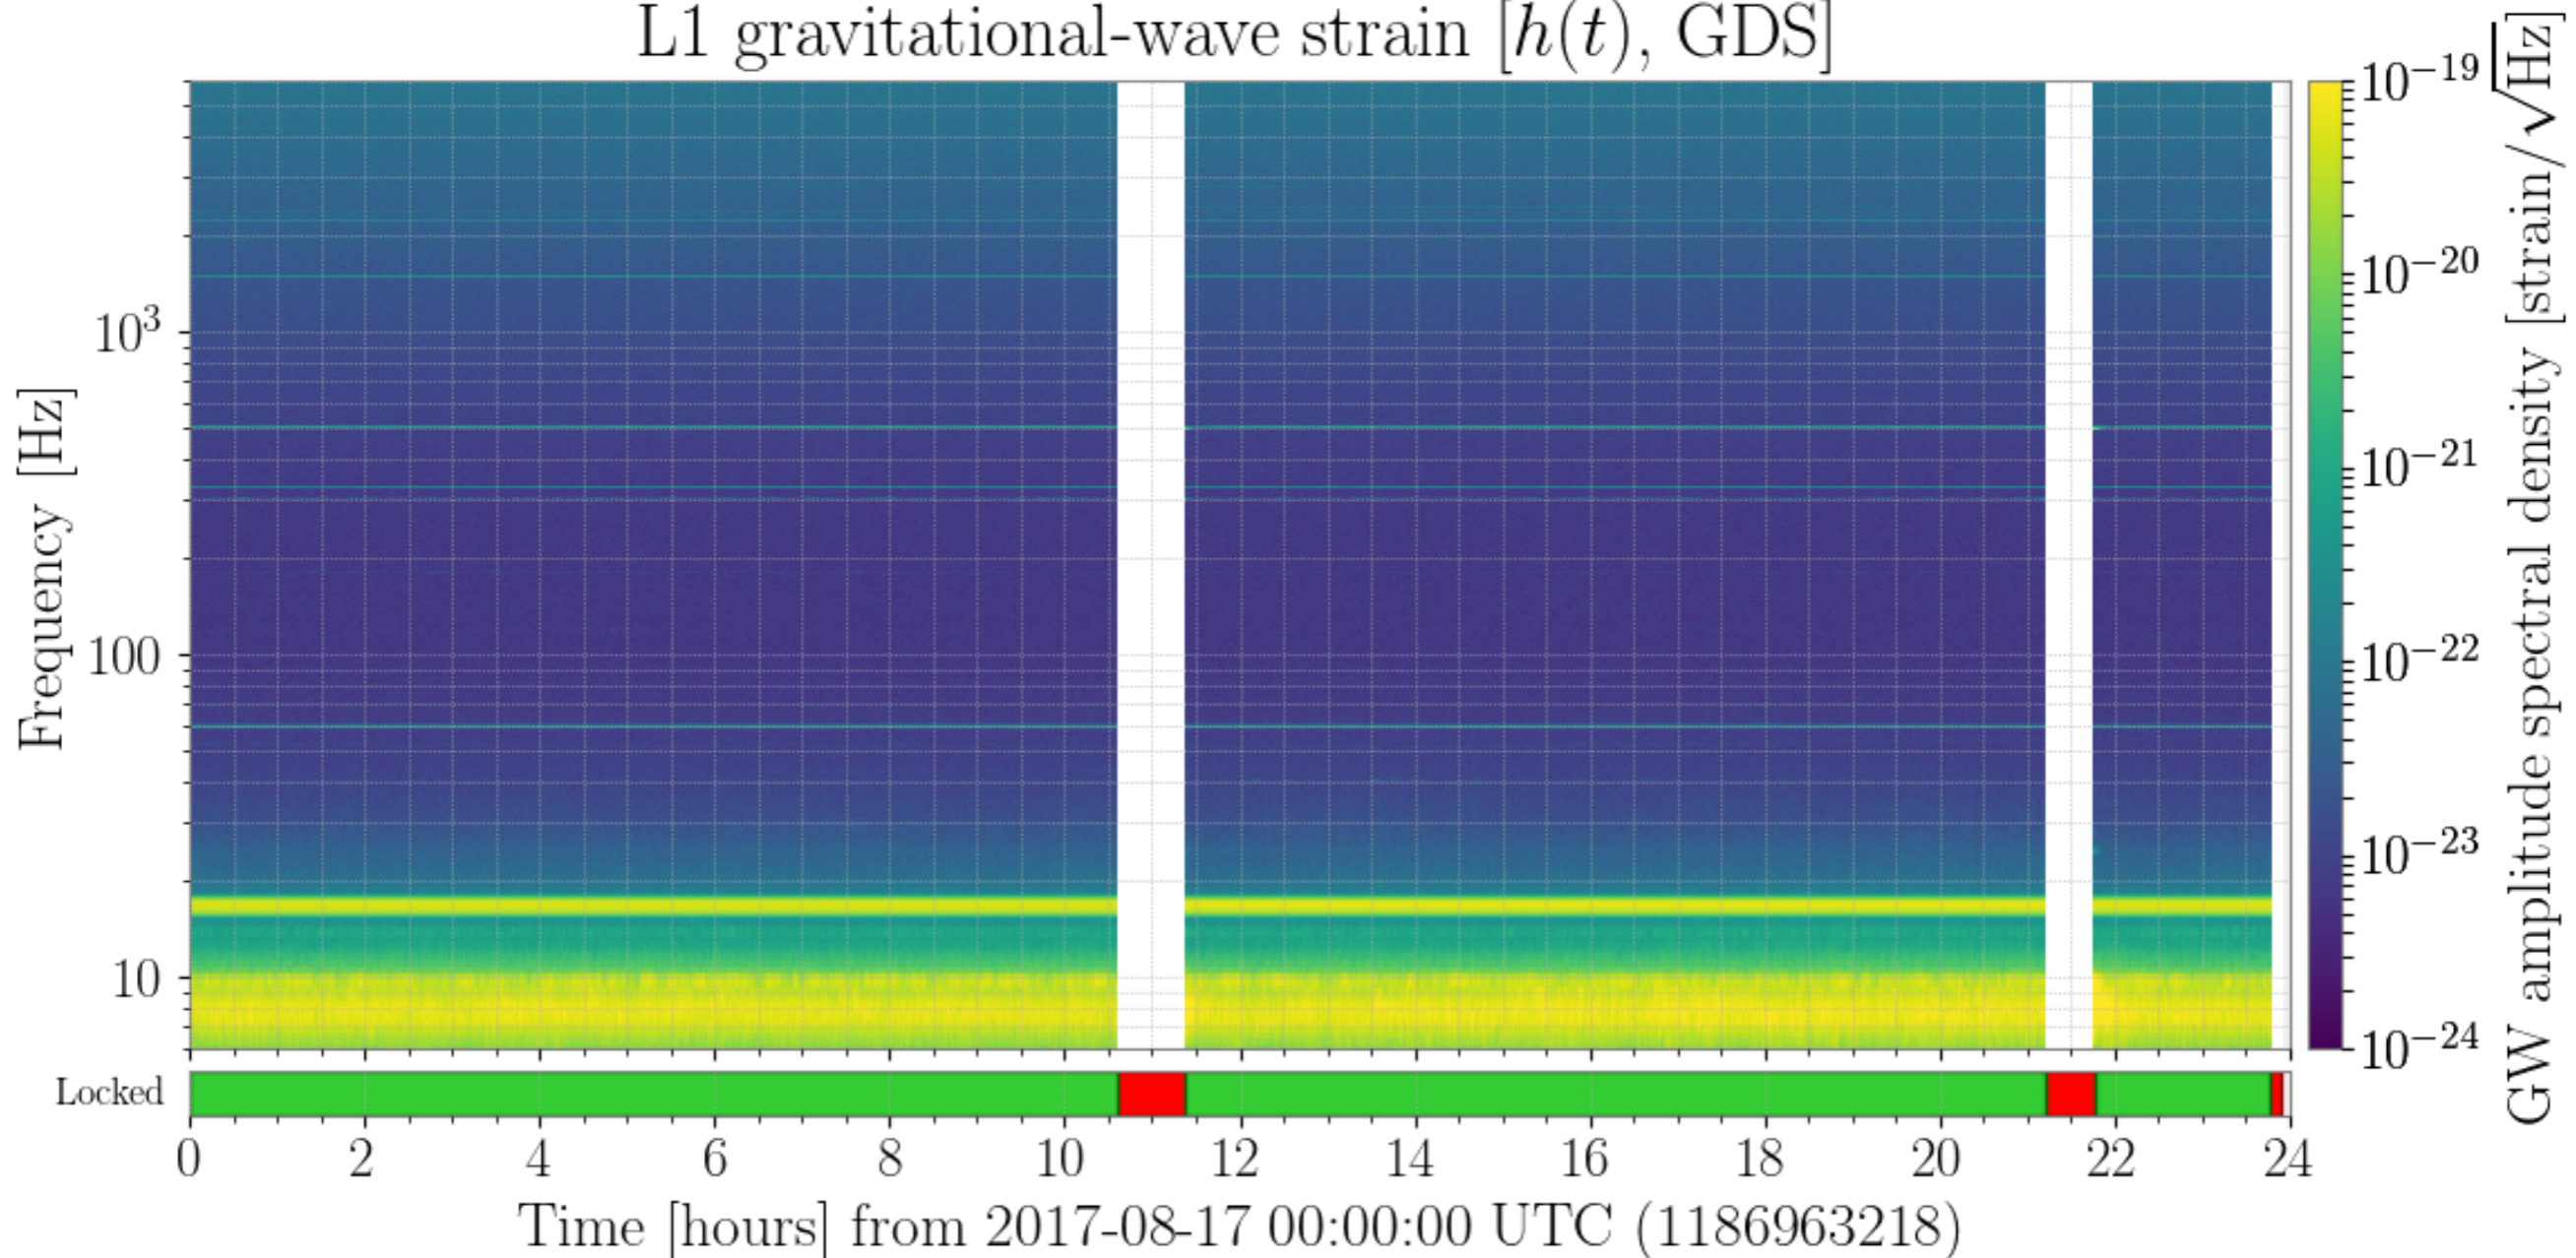 L1 gravitational-wave strain [h(t), GDS]
Frequency [Hz]
10³
100
10
10⁻¹⁹
10⁻²⁰
10⁻²¹
10⁻²²
10⁻²³
10⁻²⁴
GW amplitude spectral density [strain/√Hz]
Locked
0 2 4 6 8 10 12 14 16 18 20 22 24
Time [hours] from 2017-08-17 00:00:00 UTC (1186963218)